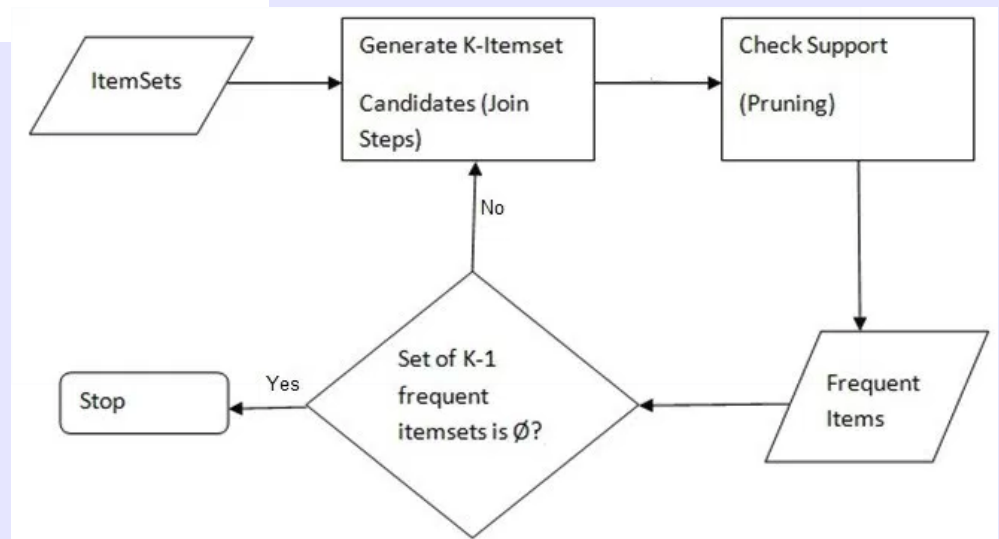 ItemSets
Generate K-Itemset
Candidates (Join
Steps)
Check Support
(Pruning)
No
Set of K-1
frequent
itemsets is Ø?
Yes
Stop
Frequent
Items